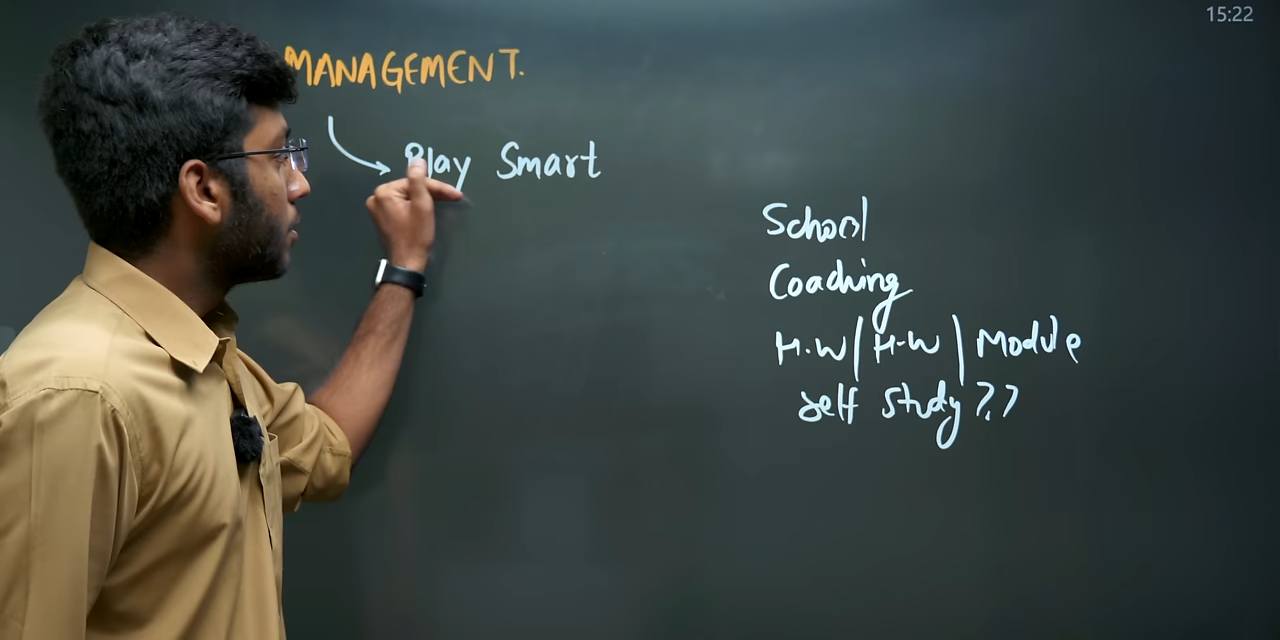 15:22
MANAGEMENT.
Play Smart
School
Coaching
H.W | H-W | Module
self study ? ?